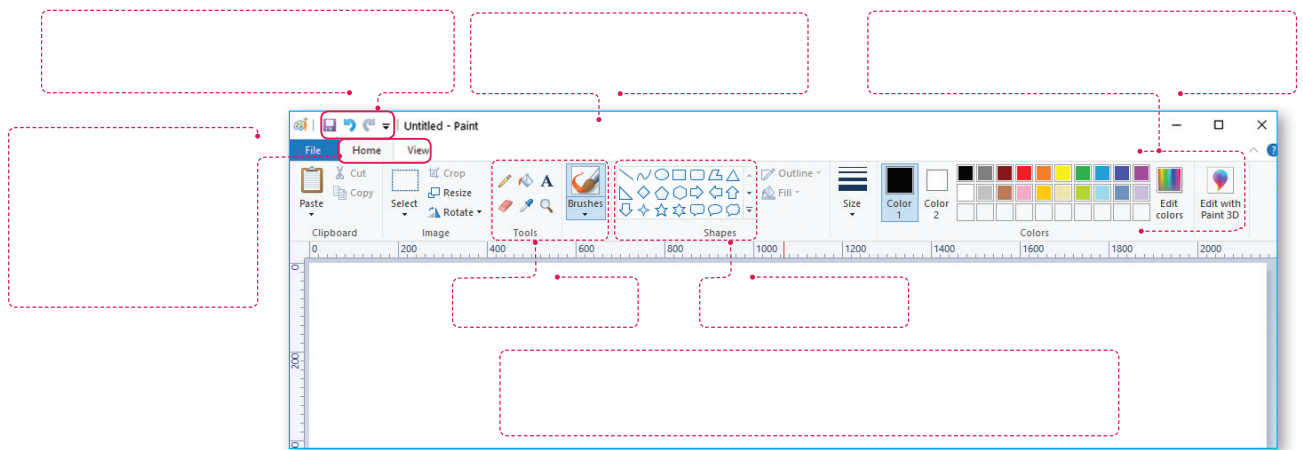 Untitled - Paint
File Home View
Paste
Cut
Copy
Clipboard
Select
Crop
Resize
Rotate
Image
A
Tools
Brushes
Outline
Fill
Shapes
Size
Color 1
Color 2
Edit colors
Colors
Edit with Paint 3D
0 200 400 600 800 1000 1200 1400 1600 1800 2000
0
200